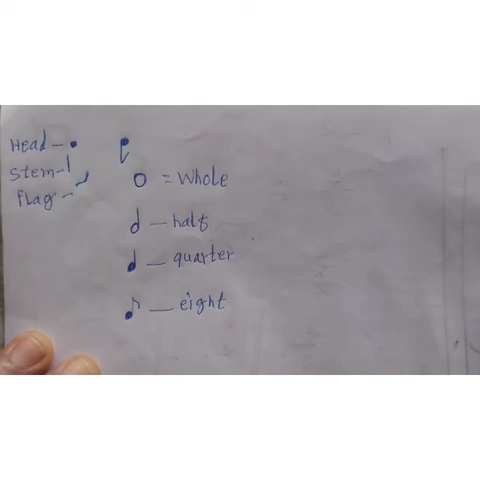 Head –
Stem –
Flag –
= Whole
— half
— quarter
— eight